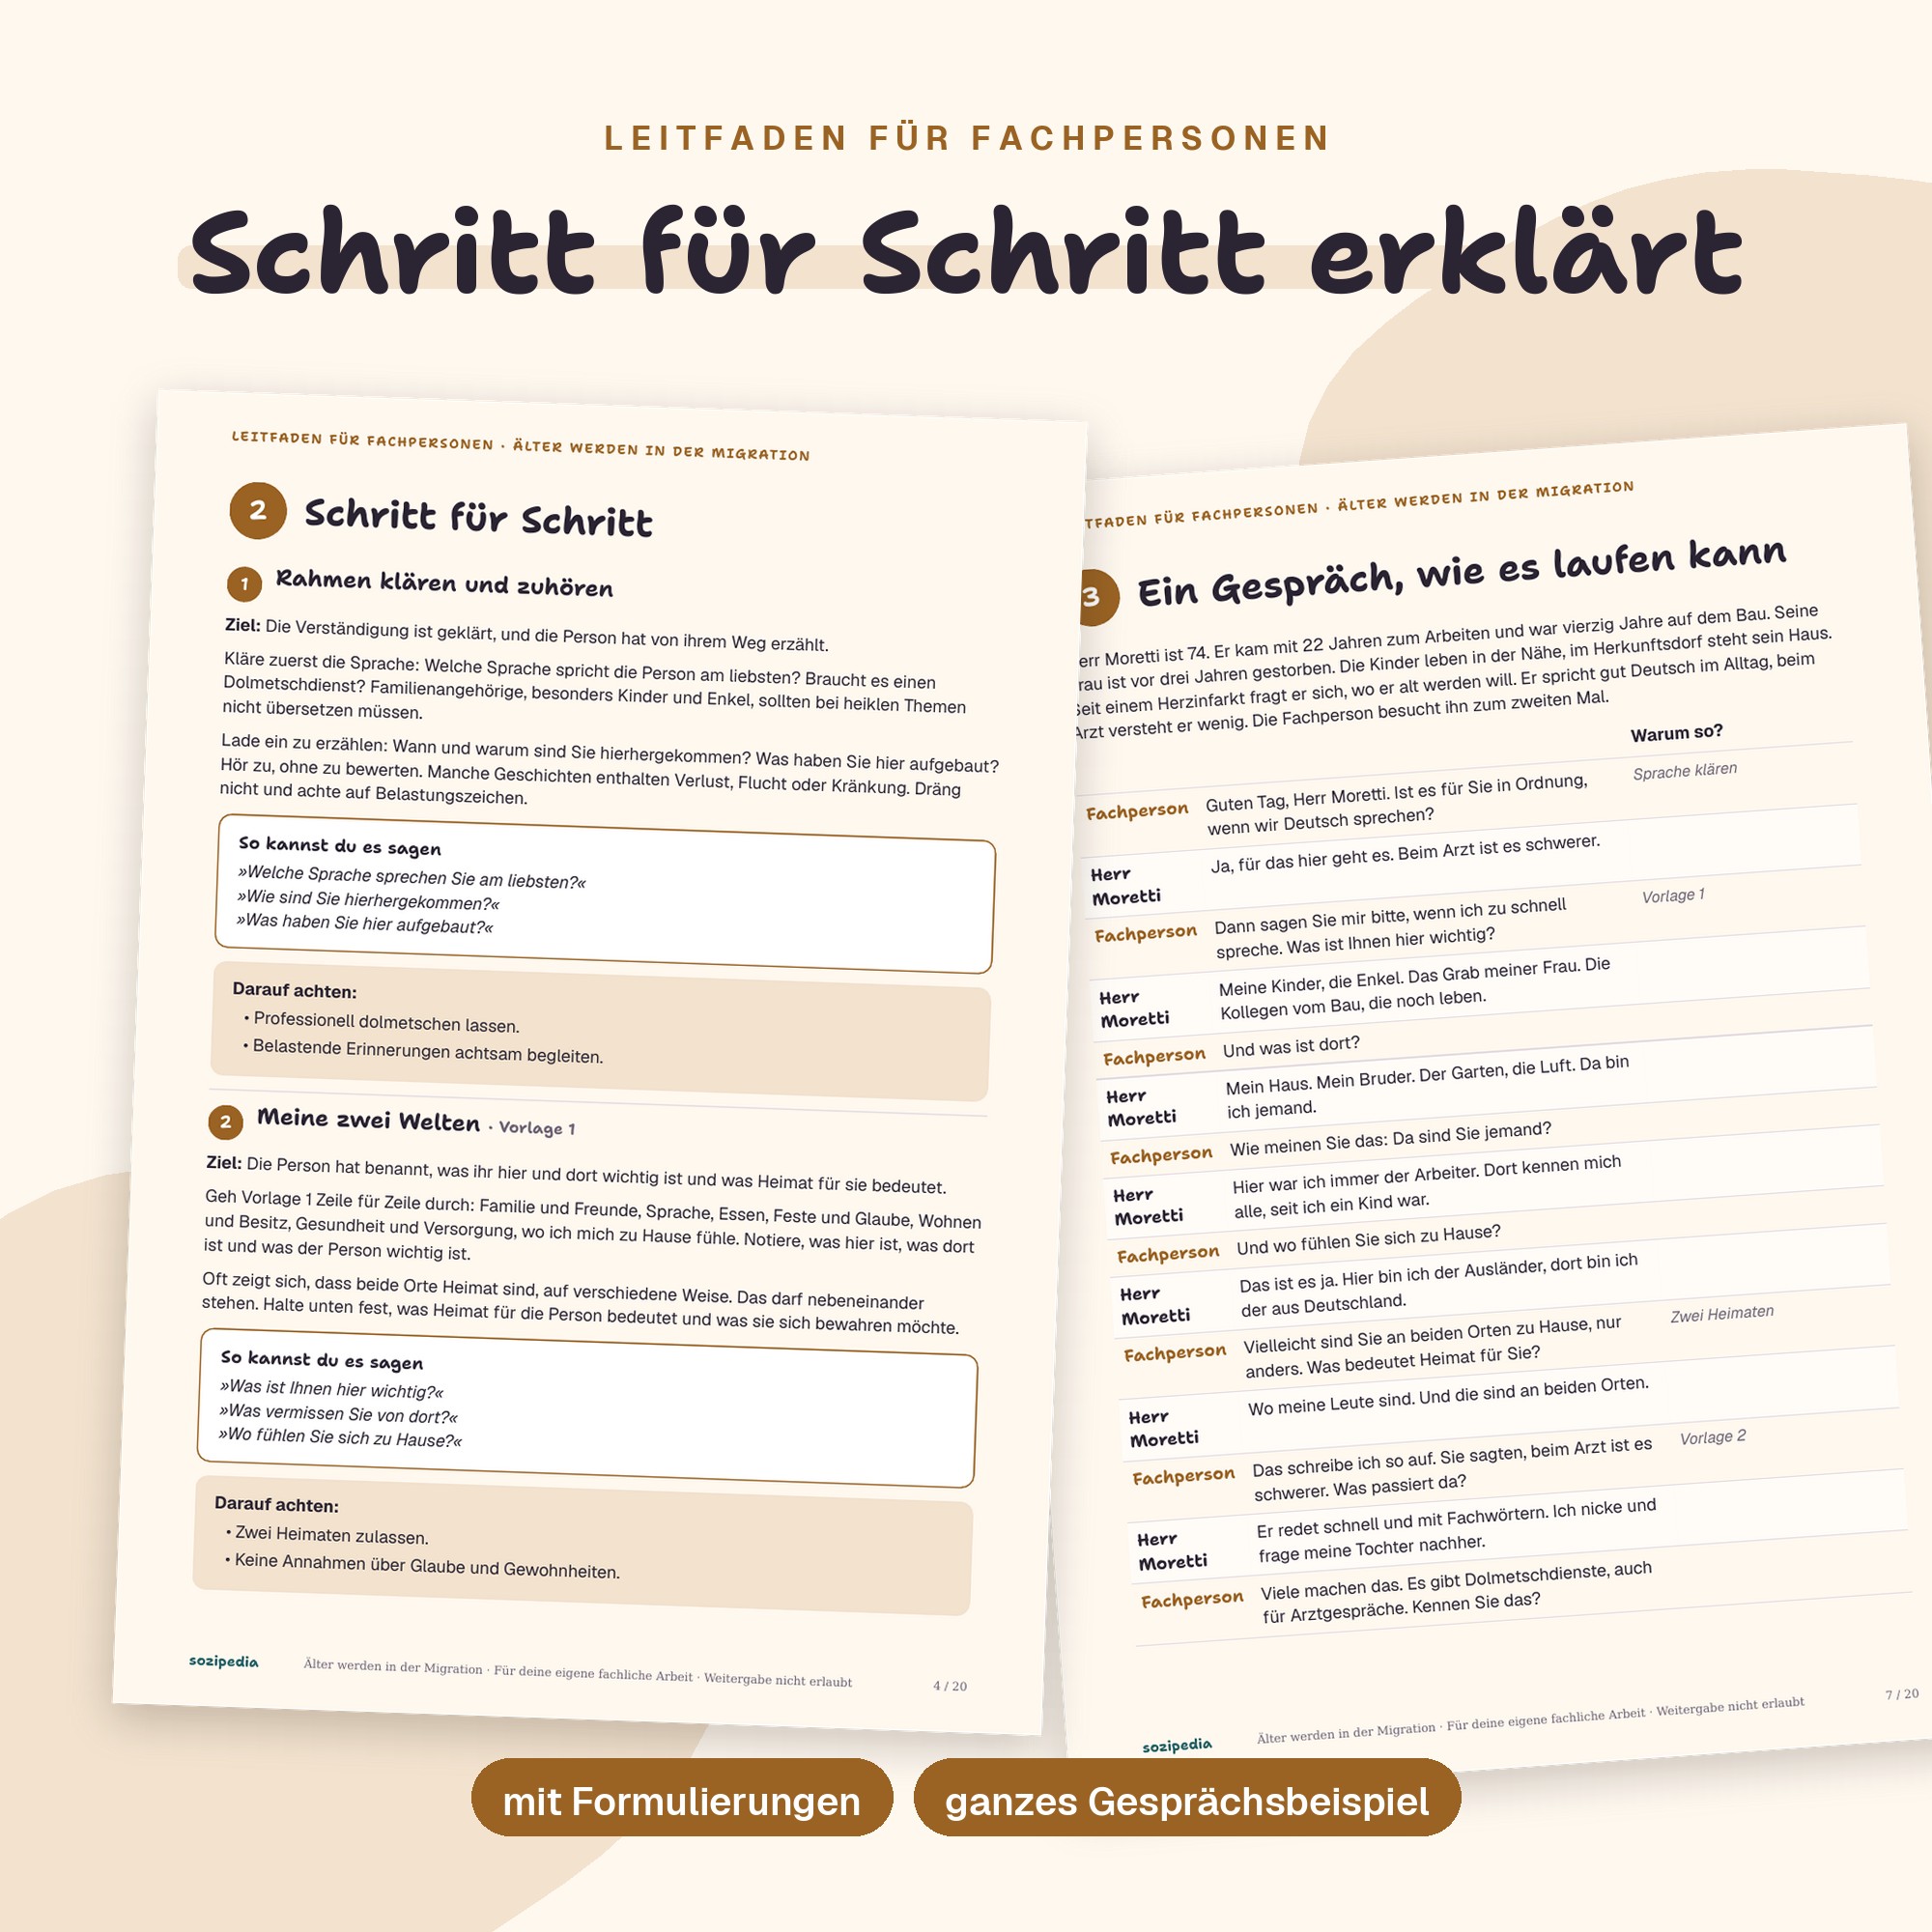 LEITFADEN FÜR FACHPERSONEN
Schritt für Schritt erklärt
LEITFADEN FÜR FACHPERSONEN · ÄLTER WERDEN IN DER MIGRATION
2 Schritt für Schritt
1 Rahmen klären und zuhören
Ziel: Die Verständigung ist geklärt, und die Person hat von ihrem Weg erzählt.
Kläre zuerst die Sprache: Welche Sprache spricht die Person am liebsten? Braucht es einen
Dolmetschdienst? Familienangehörige, besonders Kinder und Enkel, sollten bei heiklen Themen
nicht übersetzen müssen.
Lade ein zu erzählen: Wann und warum sind Sie hierhergekommen? Was haben Sie hier aufgebaut?
Hör zu, ohne zu bewerten. Manche Geschichten enthalten Verlust, Flucht oder Kränkung. Dräng
nicht und achte auf Belastungszeichen.
So kannst du es sagen
»Welche Sprache sprechen Sie am liebsten?«
»Wie sind Sie hierhergekommen?«
»Was haben Sie hier aufgebaut?«
Darauf achten:
• Professionell dolmetschen lassen.
• Belastende Erinnerungen achtsam begleiten.
2 Meine zwei Welten · Vorlage 1
Ziel: Die Person hat benannt, was ihr hier und dort wichtig ist und was Heimat für sie bedeutet.
Geh Vorlage 1 Zeile für Zeile durch: Familie und Freunde, Sprache, Essen, Feste und Glaube, Wohnen
und Besitz, Gesundheit und Versorgung, wo ich mich zu Hause fühle. Notiere, was hier ist, was dort
ist und was der Person wichtig ist.
Oft zeigt sich, dass beide Orte Heimat sind, auf verschiedene Weise. Das darf nebeneinander
stehen. Halte unten fest, was Heimat für die Person bedeutet und was sie sich bewahren möchte.
So kannst du es sagen
»Was ist Ihnen hier wichtig?«
»Was vermissen Sie von dort?«
»Wo fühlen Sie sich zu Hause?«
Darauf achten:
• Zwei Heimaten zulassen.
• Keine Annahmen über Glaube und Gewohnheiten.
sozipedia Älter werden in der Migration · Für deine eigene fachliche Arbeit · Weitergabe nicht erlaubt 4 / 20
TFADEN FÜR FACHPERSONEN · ÄLTER WERDEN IN DER MIGRATION
3 Ein Gespräch, wie es laufen kann
err Moretti ist 74. Er kam mit 22 Jahren zum Arbeiten und war vierzig Jahre auf dem Bau. Seine
rau ist vor drei Jahren gestorben. Die Kinder leben in der Nähe, im Herkunftsdorf steht sein Haus.
Seit einem Herzinfarkt fragt er sich, wo er alt werden will. Er spricht gut Deutsch im Alltag, beim
Arzt versteht er wenig. Die Fachperson besucht ihn zum zweiten Mal.
Warum so?
Fachperson Guten Tag, Herr Moretti. Ist es für Sie in Ordnung, Sprache klären
wenn wir Deutsch sprechen?
Herr Ja, für das hier geht es. Beim Arzt ist es schwerer.
Moretti
Fachperson Dann sagen Sie mir bitte, wenn ich zu schnell Vorlage 1
spreche. Was ist Ihnen hier wichtig?
Herr Meine Kinder, die Enkel. Das Grab meiner Frau. Die
Moretti Kollegen vom Bau, die noch leben.
Fachperson Und was ist dort?
Herr Mein Haus. Mein Bruder. Der Garten, die Luft. Da bin
Moretti ich jemand.
Fachperson Wie meinen Sie das: Da sind Sie jemand?
Herr Hier war ich immer der Arbeiter. Dort kennen mich
Moretti alle, seit ich ein Kind war.
Fachperson Und wo fühlen Sie sich zu Hause?
Herr Das ist es ja. Hier bin ich der Ausländer, dort bin ich
Moretti der aus Deutschland.
Fachperson Vielleicht sind Sie an beiden Orten zu Hause, nur Zwei Heimaten
anders. Was bedeutet Heimat für Sie?
Herr Wo meine Leute sind. Und die sind an beiden Orten.
Moretti
Fachperson Das schreibe ich so auf. Sie sagten, beim Arzt ist es Vorlage 2
schwerer. Was passiert da?
Herr Er redet schnell und mit Fachwörtern. Ich nicke und
Moretti frage meine Tochter nachher.
Fachperson Viele machen das. Es gibt Dolmetschdienste, auch
für Arztgespräche. Kennen Sie das?
sozipedia Älter werden in der Migration · Für deine eigene fachliche Arbeit · Weitergabe nicht erlaubt 7 / 20
mit Formulierungen
ganzes Gesprächsbeispiel